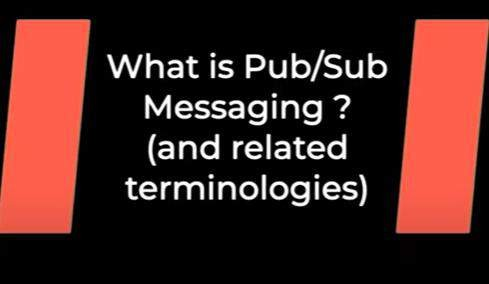 What is Pub/Sub
Messaging ?
(and related
terminologies)